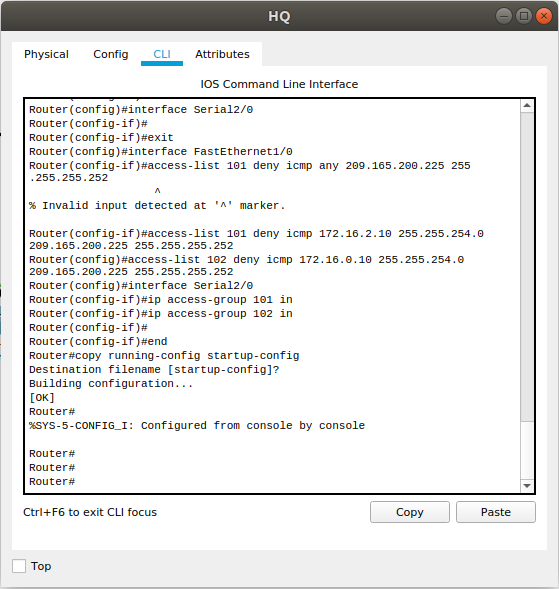 HQ
Physical Config CLI Attributes
IOS Command Line Interface
Router(config)#interface Serial2/0
Router(config-if)#
Router(config-if)#exit
Router(config)#interface FastEthernet1/0
Router(config-if)#access-list 101 deny icmp any 209.165.200.225 255
.255.255.252
^
% Invalid input detected at '^' marker.
Router(config-if)#access-list 101 deny icmp 172.16.2.10 255.255.254.0
209.165.200.225 255.255.255.252
Router(config)#access-list 102 deny icmp 172.16.0.10 255.255.254.0
209.165.200.225 255.255.255.252
Router(config)#interface Serial2/0
Router(config-if)#ip access-group 101 in
Router(config-if)#ip access-group 102 in
Router(config-if)#
Router(config-if)#end
Router#copy running-config startup-config
Destination filename [startup-config]?
Building configuration...
[OK]
Router#
%SYS-5-CONFIG_I: Configured from console by console
Router#
Router#
Router#
Ctrl+F6 to exit CLI focus
Copy Paste
Top